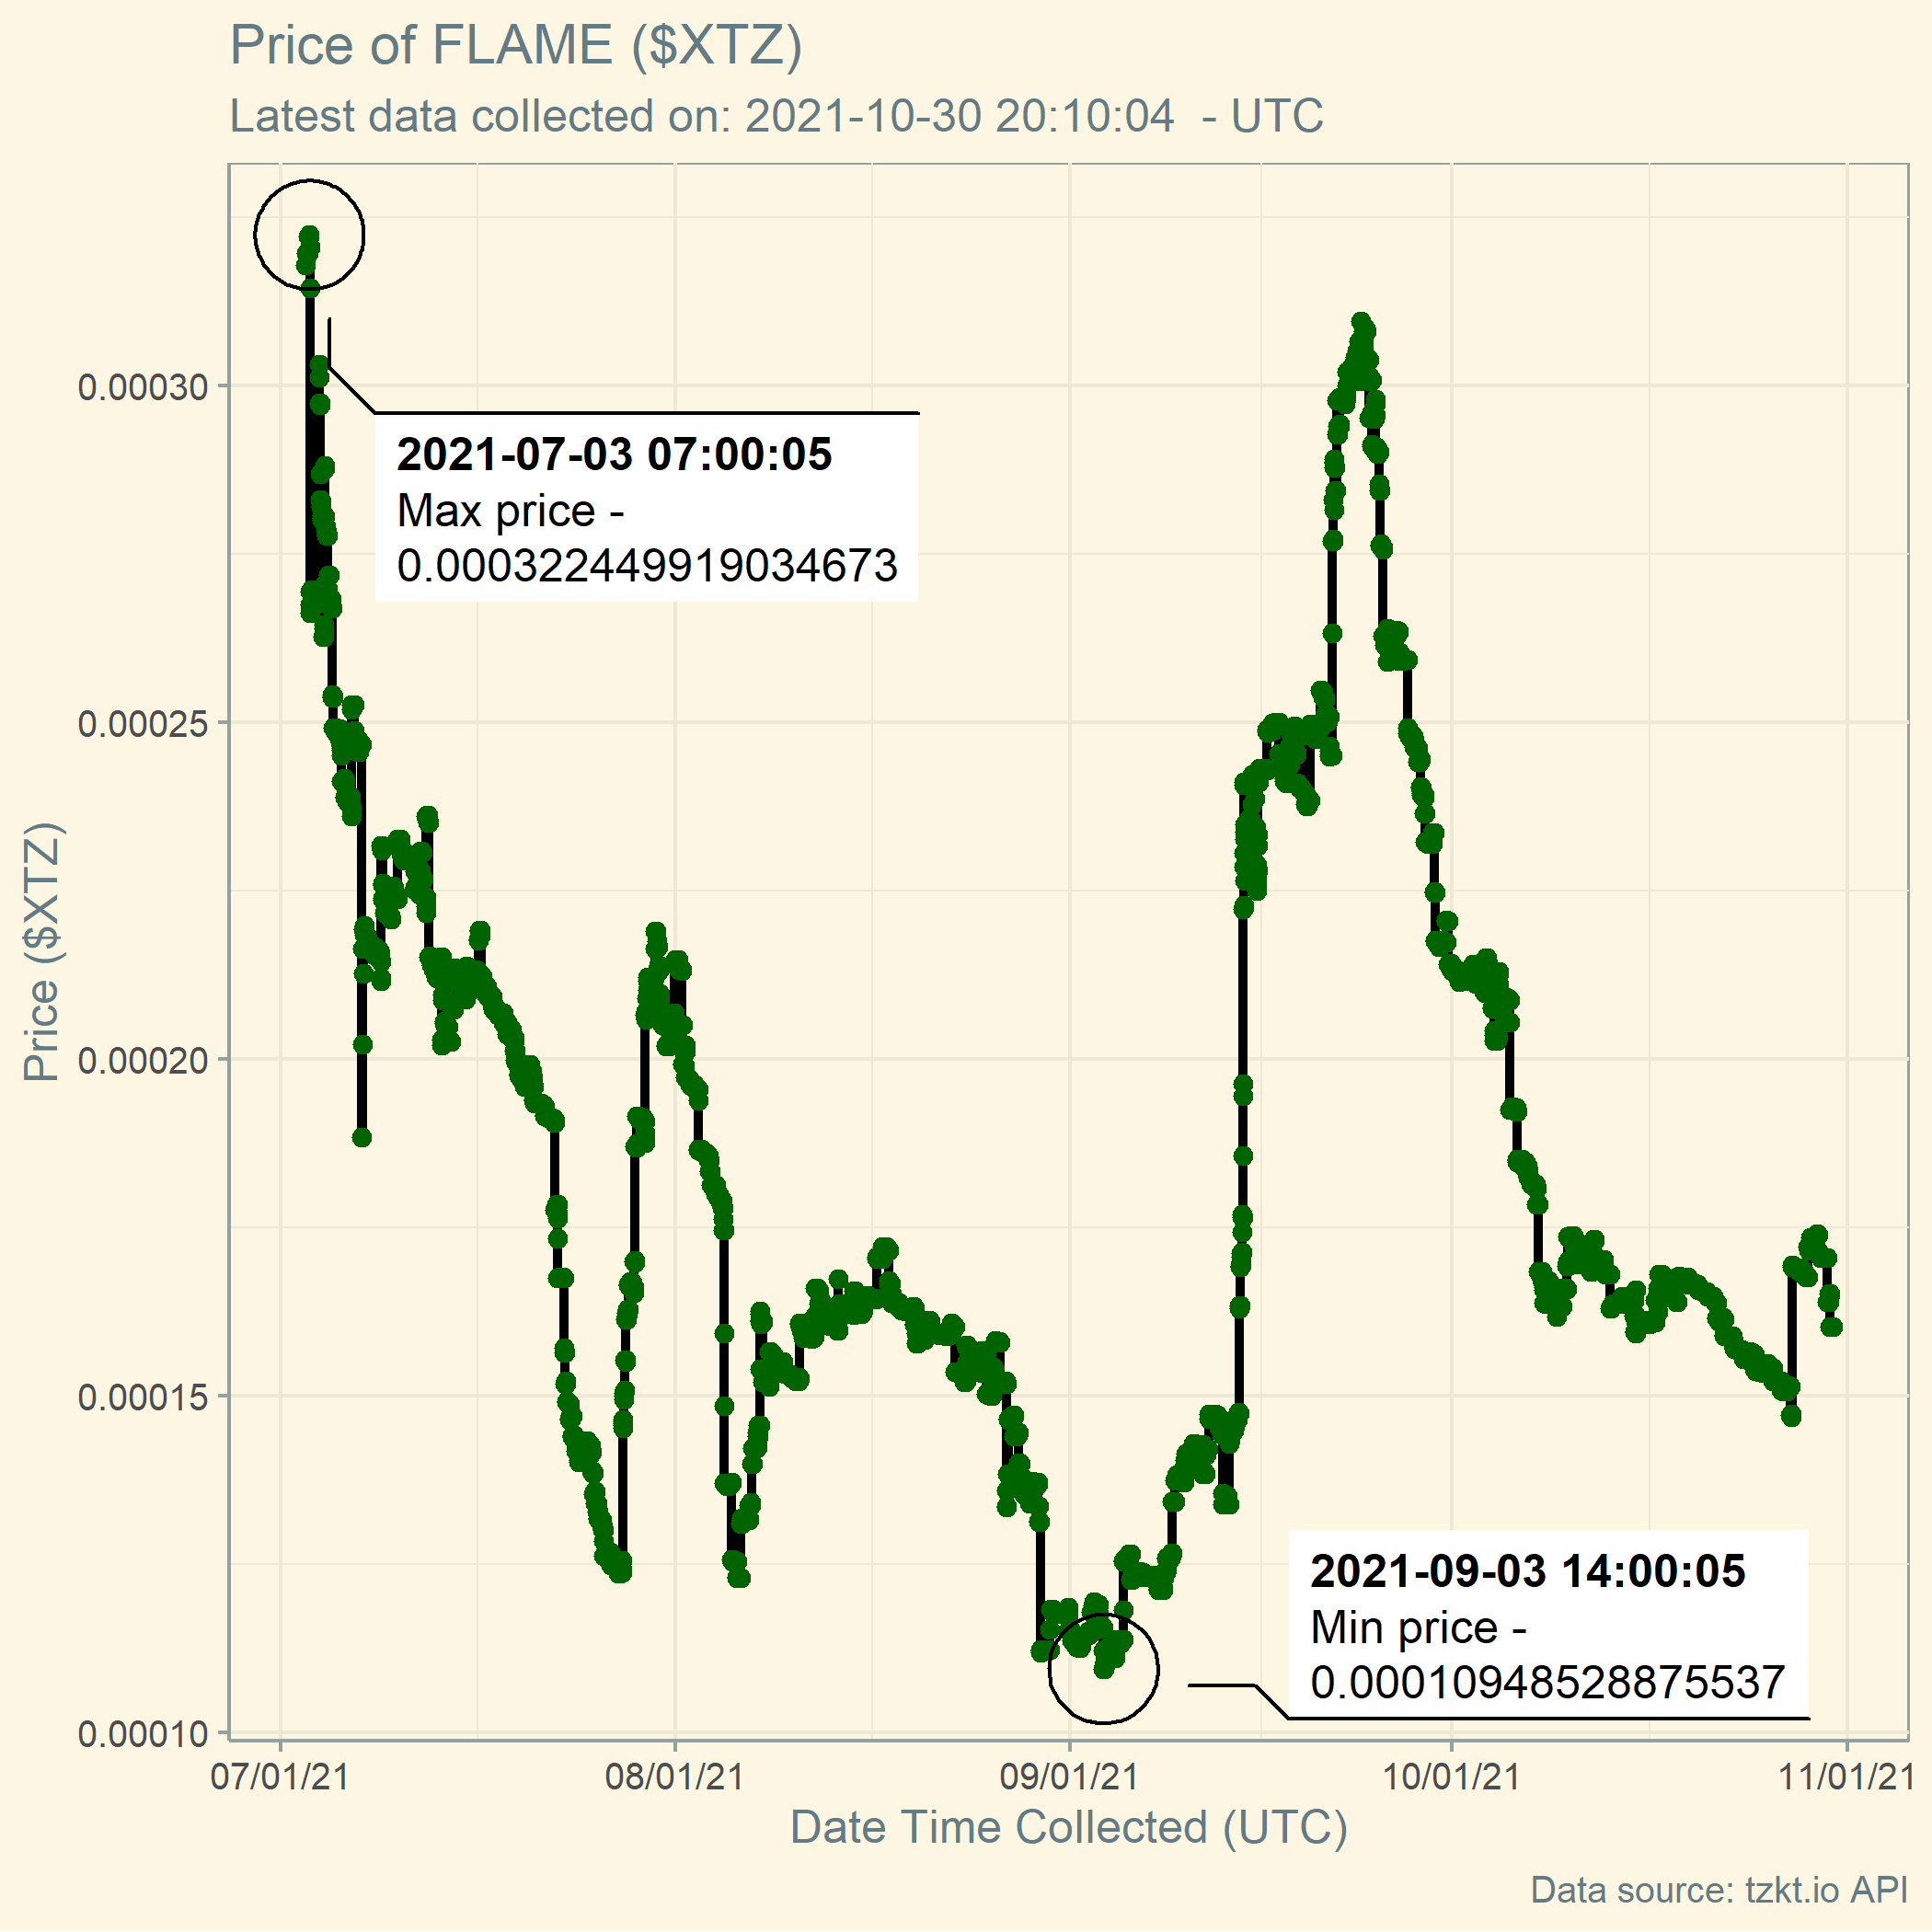 Price of FLAME ($XTZ)
Latest data collected on: 2021-10-30 20:10:04  - UTC
Price ($XTZ)
0.00030
0.00025
0.00020
0.00015
0.00010
2021-07-03 07:00:05
Max price -
0.000322449919034673
2021-09-03 14:00:05
Min price -
0.00010948528875537
07/01/21
08/01/21
09/01/21
10/01/21
11/01/21
Date Time Collected (UTC)
Data source: tzkt.io API